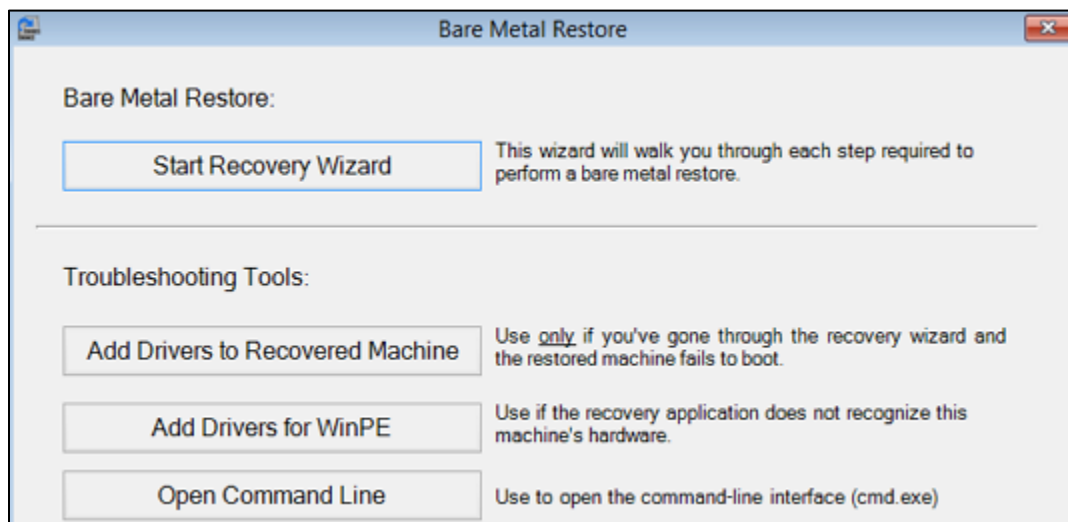 Bare Metal Restore
Bare Metal Restore:
Start Recovery Wizard
This wizard will walk you through each step required to
perform a bare metal restore.
Troubleshooting Tools:
Add Drivers to Recovered Machine
Use only if you've gone through the recovery wizard and
the restored machine fails to boot.
Add Drivers for WinPE
Use if the recovery application does not recognize this
machine's hardware.
Open Command Line
Use to open the command-line interface (cmd.exe)